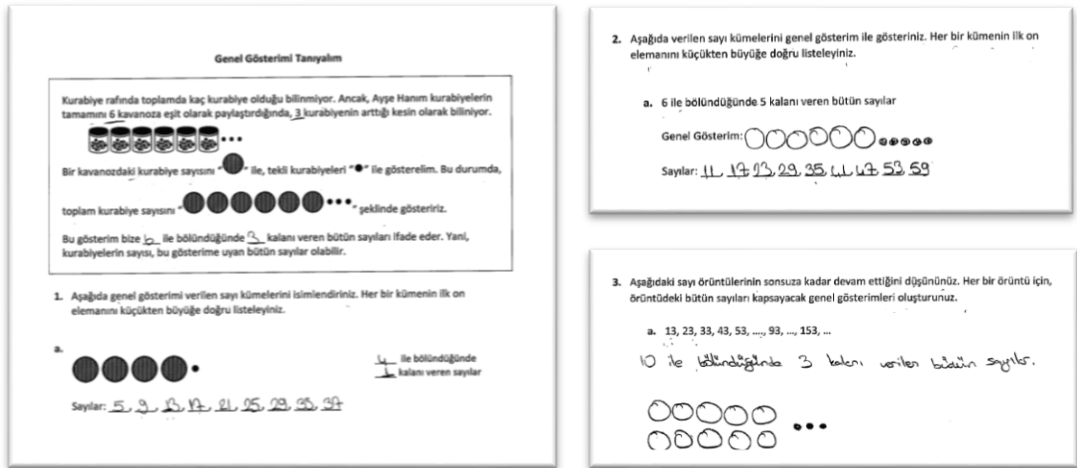 Genel Gösterimi Tanıyalım
Kurabiye rafında toplamda kaç kurabiye olduğu bilinmiyor. Ancak, Ayşe Hanım kurabiyelerin
tamamını 6 kavanoza eşit olarak paylaştırdığında, 3 kurabiyenin arttığı kesin olarak biliniyor.
Bir kavanozdaki kurabiye sayısını " " ile, tekli kurabiyeleri "●" ile gösterelim. Bu durumda,
toplam kurabiye sayısını " ●●●" şeklinde gösteririz.
Bu gösterim bize 6 ile bölündüğünde 3 kalanı veren bütün sayıları ifade eder. Yani,
kurabiyelerin sayısı, bu gösterime uyan bütün sayılar olabilir.
1. Aşağıda genel gösterimi verilen sayı kümelerini isimlendiriniz. Her bir kümenin ilk on
elemanını küçükten büyüğe doğru listeleyiniz.
a.
4 ile bölündüğünde
1 kalanı veren sayılar
Sayılar: 5, 9, 13, 17, 21, 25, 29, 33, 37
2. Aşağıda verilen sayı kümelerini genel gösterim ile gösteriniz. Her bir kümenin ilk on
elemanını küçükten büyüğe doğru listeleyiniz.
a. 6 ile bölündüğünde 5 kalanı veren bütün sayılar
Genel Gösterim:
Sayılar: 11, 17, 23, 29, 35, 41, 47, 53, 59
3. Aşağıdaki sayı örüntülerinin sonsuza kadar devam ettiğini düşününüz. Her bir örüntü için,
örüntüdeki bütün sayıları kapsayacak genel gösterimleri oluşturunuz.
a. 13, 23, 33, 43, 53, ...., 93, ..., 153, ...
10 ile bölündüğünde 3 kalanı verilen bütün sayılar.